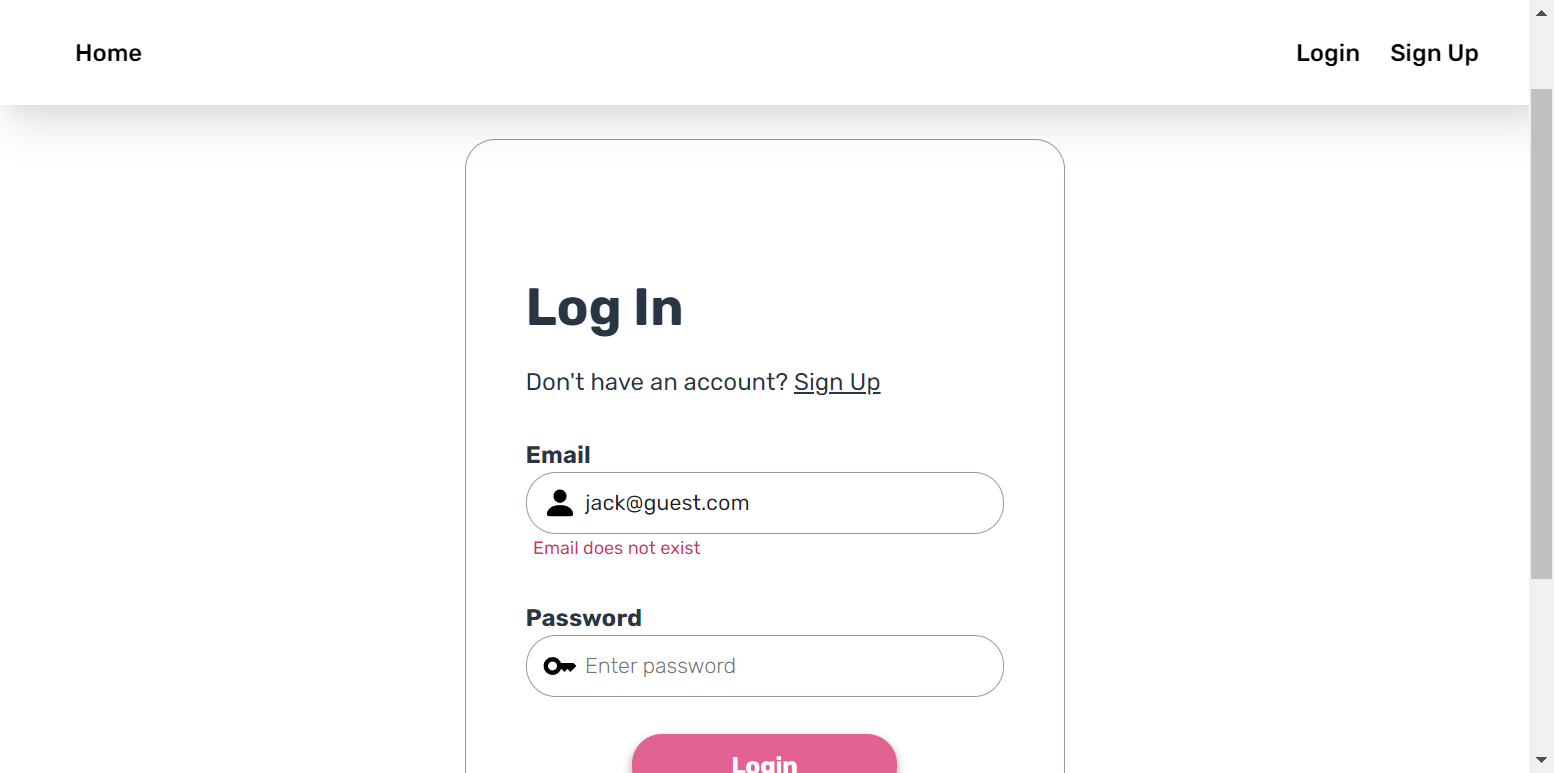 Home Login Sign Up
Log In
Don't have an account? Sign Up
Email
jack@guest.com
Email does not exist
Password
Enter password
Login